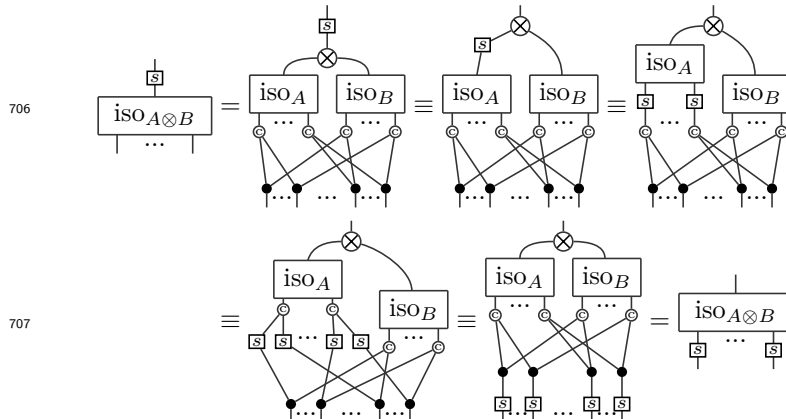 s
s
706 iso_{A⊗B} = iso_A iso_B ≡ s iso_A iso_B ≡ iso_A iso_B
... ... ... ... ... s s
c c c c c c c c c ... c c ... c
... ... ... ... ... ... ... ... ...
707 ≡ iso_A iso_B ≡ iso_A iso_B = iso_{A⊗B}
c c ... ... s ... s
s s ... s s c ... c c c c c
s s s s
... ... ... ... ... ...